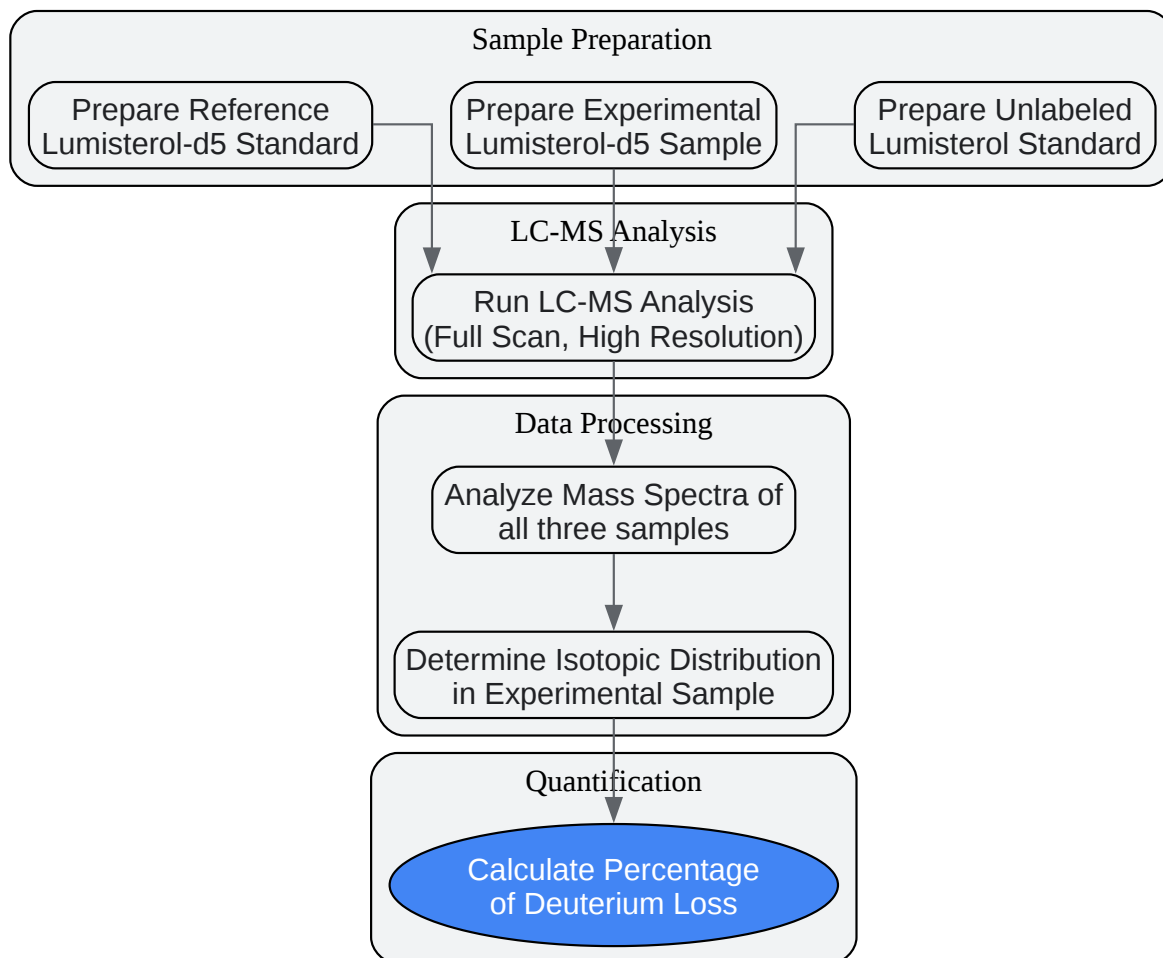 Sample Preparation
Prepare Reference
Lumisterol-d5 Standard
Prepare Experimental
Lumisterol-d5 Sample
Prepare Unlabeled
Lumisterol Standard
LC-MS Analysis
Run LC-MS Analysis
(Full Scan, High Resolution)
Data Processing
Analyze Mass Spectra of
all three samples
Determine Isotopic Distribution
in Experimental Sample
Quantification
Calculate Percentage
of Deuterium Loss